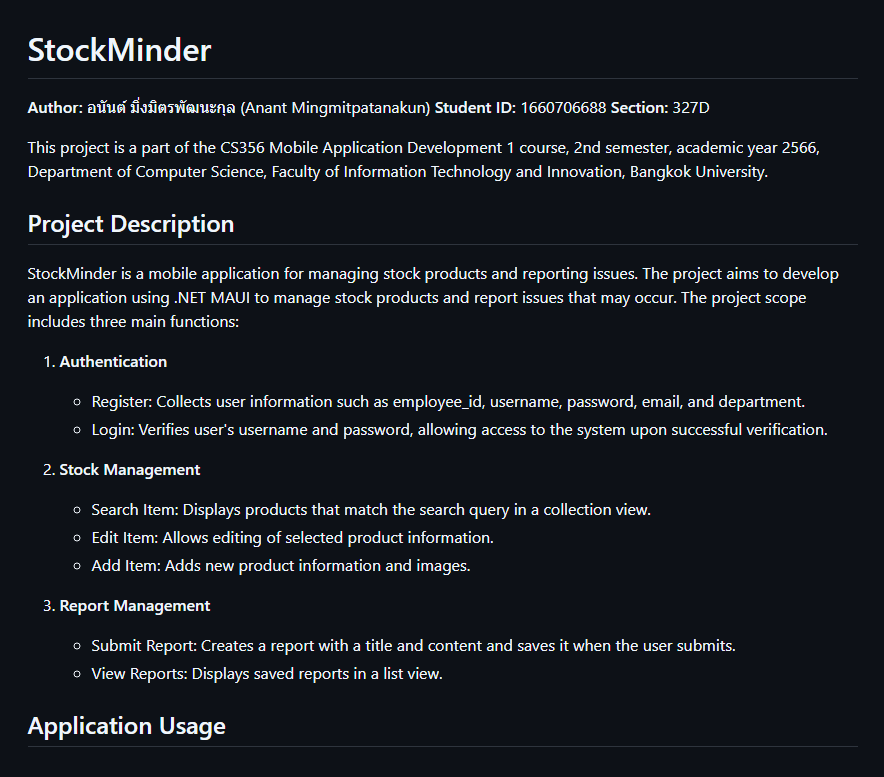 StockMinder
Author: อนันต์ มิ่งมิตรพัฒนะกุล (Anant Mingmitpatanakun) Student ID: 1660706688 Section: 327D
This project is a part of the CS356 Mobile Application Development 1 course, 2nd semester, academic year 2566,
Department of Computer Science, Faculty of Information Technology and Innovation, Bangkok University.
Project Description
StockMinder is a mobile application for managing stock products and reporting issues. The project aims to develop
an application using .NET MAUI to manage stock products and report issues that may occur. The project scope
includes three main functions:
1. Authentication
○ Register: Collects user information such as employee_id, username, password, email, and department.
○ Login: Verifies user's username and password, allowing access to the system upon successful verification.
2. Stock Management
○ Search Item: Displays products that match the search query in a collection view.
○ Edit Item: Allows editing of selected product information.
○ Add Item: Adds new product information and images.
3. Report Management
○ Submit Report: Creates a report with a title and content and saves it when the user submits.
○ View Reports: Displays saved reports in a list view.
Application Usage